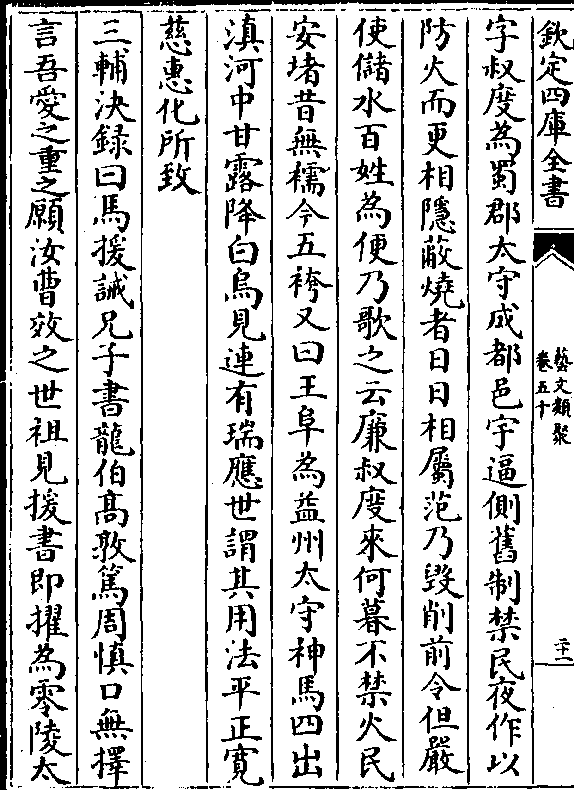 欽定四庫全書
藝文類聚
卷五十
二十一
字叔度為蜀郡太守成都邑宇逼側舊制禁民夜作以
防火而更相隱蔽燒者日日相屬范乃毀削前令但嚴
使儲水百姓為便乃歌之云廉叔度來何暮不禁火民
安堵昔無襦今五袴又曰王阜為益州太守神馬四出
滇河中甘露降白烏見連有瑞應世謂其用法平正寛
慈惠化所致
三輔決録曰馬援誡兄子書龍伯髙敦篤周慎口無擇
言吾愛之重之願汝曹效之世祖見援書即擢為零陵太